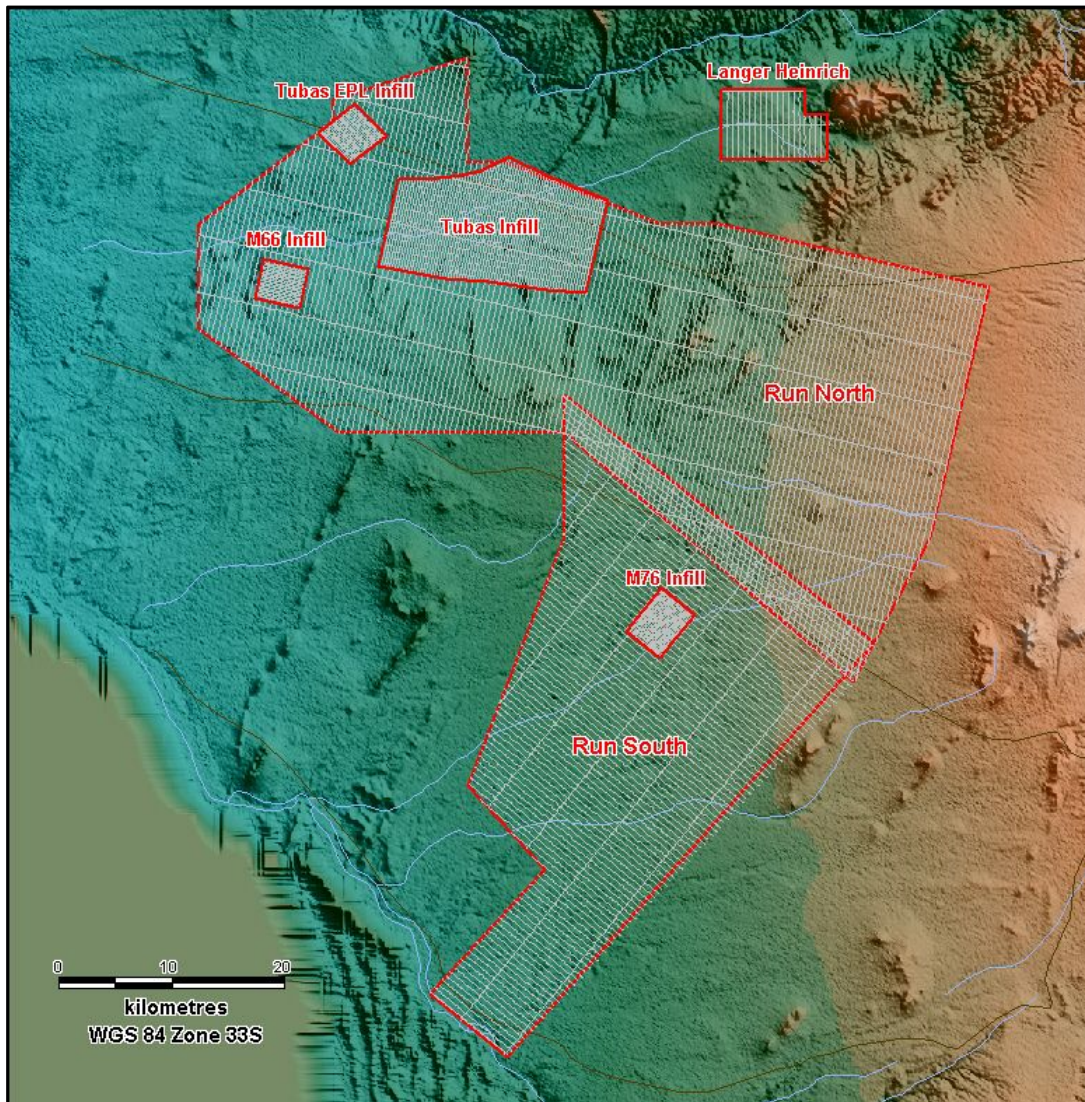 Langer Heinrich
Tubas EPL Infill
Tubas Infill
M66 Infill
Run North
M76 Infill
Run South
0 10 20
kilometres
WGS 84 Zone 33S